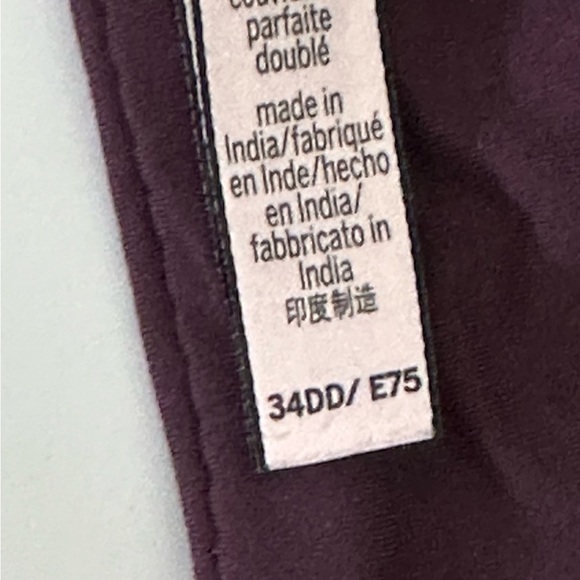 parfaite
doublé
made in
India/fabriqué
en Inde/hecho
en India/
fabbricato in
India
印度制造
34DD/ E75